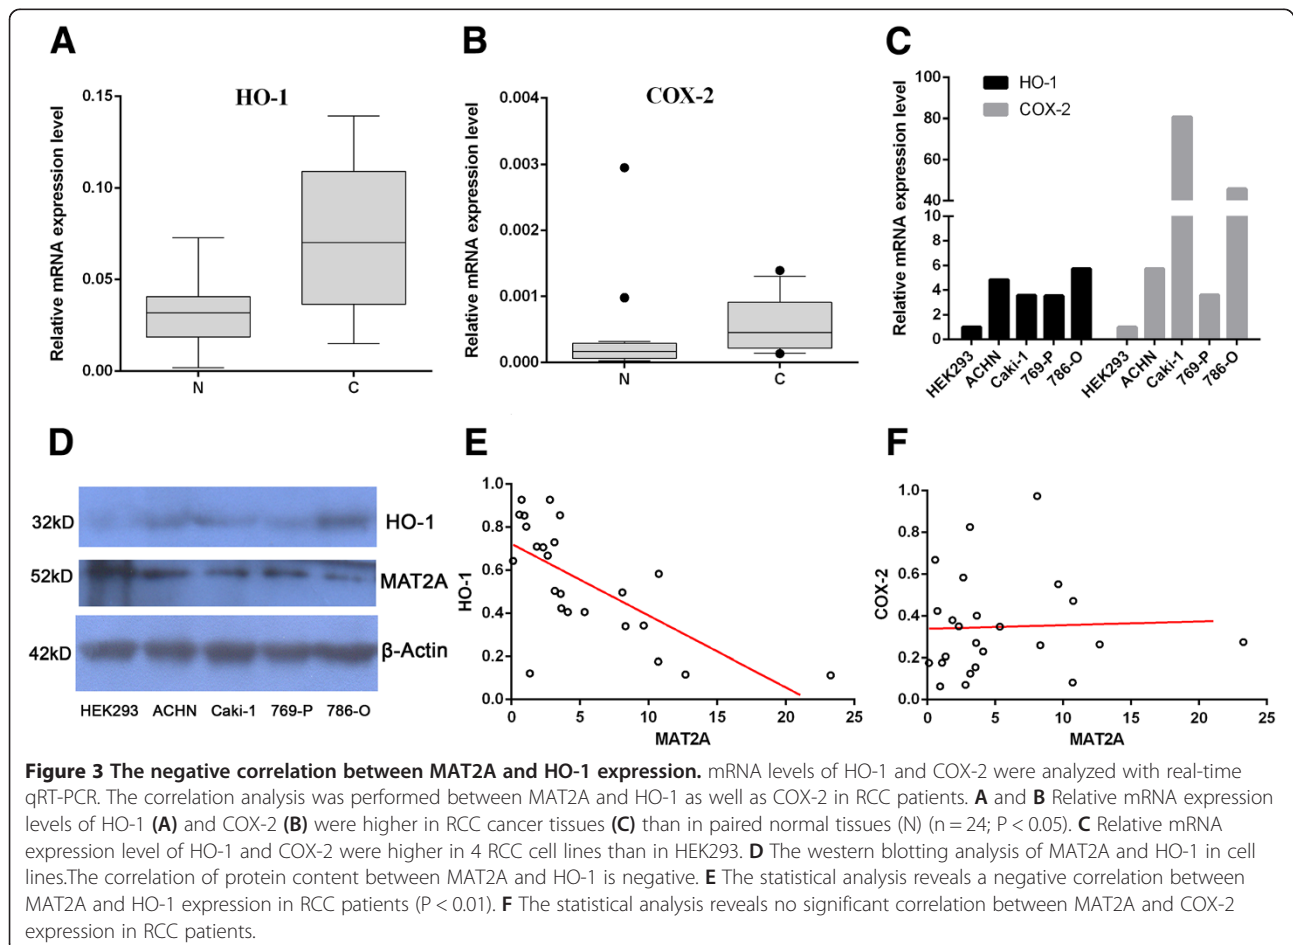 A
HO-1
Relative mRNA expression level
0.15
0.10
0.05
0.00
N C
B
COX-2
Relative mRNA expression level
0.004
0.003
0.002
0.001
0.000
N C
C
HO-1
COX-2
Relative mRNA expression level
100
80
60
40
10
8
6
4
2
0
HEK293 ACHN Caki-1 769-P 786-O HEK293 ACHN Caki-1 769-P 786-O
D
32kD HO-1
52kD MAT2A
42kD β-Actin
HEK293 ACHN Caki-1 769-P 786-O
E
HO-1
1.0
0.8
0.6
0.4
0.2
0.0
0 5 10 15 20 25
MAT2A
F
COX-2
1.0
0.8
0.6
0.4
0.2
0.0
0 5 10 15 20 25
MAT2A
Figure 3 The negative correlation between MAT2A and HO-1 expression. mRNA levels of HO-1 and COX-2 were analyzed with real-time
qRT-PCR. The correlation analysis was performed between MAT2A and HO-1 as well as COX-2 in RCC patients. A and B Relative mRNA expression
levels of HO-1 (A) and COX-2 (B) were higher in RCC cancer tissues (C) than in paired normal tissues (N) (n = 24; P < 0.05). C Relative mRNA
expression level of HO-1 and COX-2 were higher in 4 RCC cell lines than in HEK293. D The western blotting analysis of MAT2A and HO-1 in cell
lines.The correlation of protein content between MAT2A and HO-1 is negative. E The statistical analysis reveals a negative correlation between
MAT2A and HO-1 expression in RCC patients (P < 0.01). F The statistical analysis reveals no significant correlation between MAT2A and COX-2
expression in RCC patients.